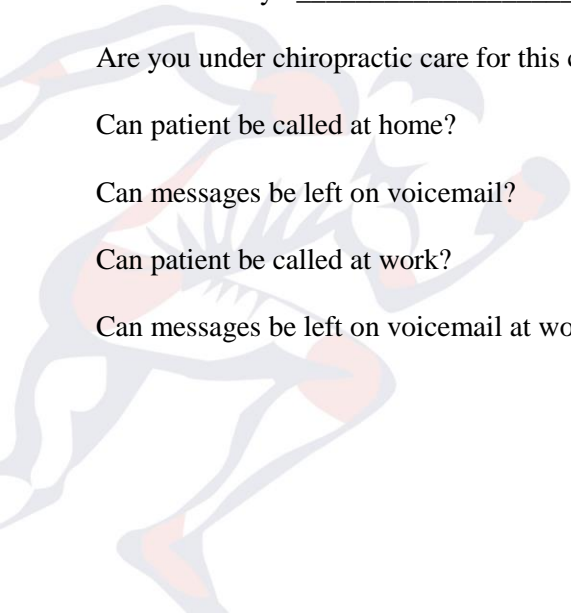 Are you under chiropractic care for this
Can patient be called at home?
Can messages be left on voicemail?
Can patient be called at work?
Can messages be left on voicemail at